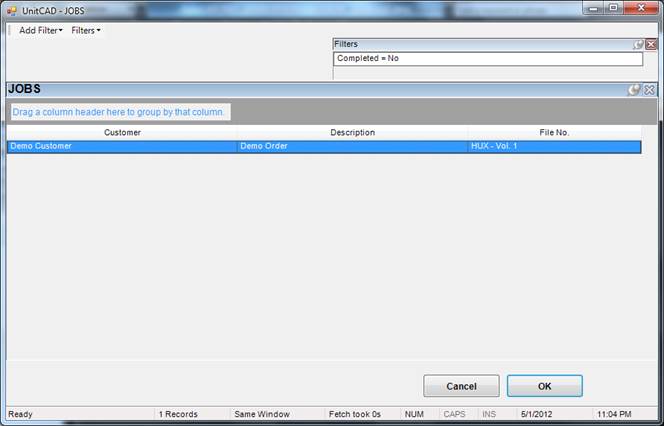 UnitCAD - JOBS
Add Filter Filters
Filters
Completed = No
JOBS
Drag a column header here to group by that column.
Customer Description File No.
Demo Customer Demo Order HUX - Vol. 1
Cancel OK
Ready 1 Records Same Window Fetch took 0s NUM CAPS INS 5/1/2012 11:04 PM